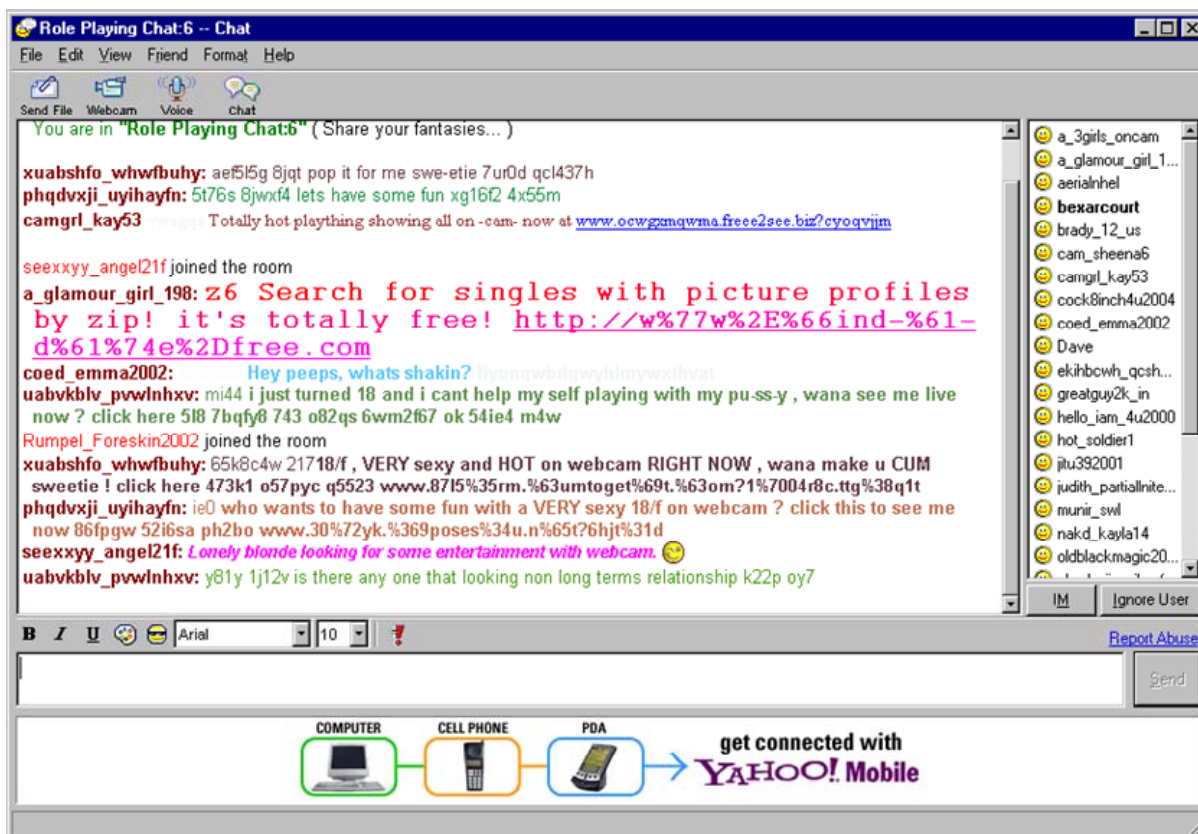 Role Playing Chat:6 -- Chat
File Edit View Friend Format Help
Send File Webcam Voice Chat
You are in "Role Playing Chat:6" ( Share your fantasies... )
xuabshfo_whwfbuhy: aef5l5g 8jqt pop it for me swe-etie 7ur0d qcl437h
phqdvxji_uyihayfn: 5t76s 8jwxf4 lets have some fun xg16f2 4x55m
camgrl_kay53 Totally hot plaything showing all on -cam- now at www.ocwgxmqwma.freee2see.biz?cyoqvjjm
seexxyy_angel21f joined the room
a_glamour_girl_198: z6 Search for singles with picture profiles
by zip! it's totally free! http://w%77w%2E%66ind-%61-
d%61%74e%2Dfree.com
coed_emma2002: Hey peeps, whats shakin?
uabvkblv_pvwlnhxv: mi44 i just turned 18 and i cant help my self playing with my pu-ss-y , wana see me live
now ? click here 5l8 7bqfy8 743 o82qs 6wm2f67 ok 54ie4 m4w
Rumpel_Foreskin2002 joined the room
xuabshfo_whwfbuhy: 65k8c4w 21718/f , VERY sexy and HOT on webcam RIGHT NOW , wana make u CUM
sweetie ! click here 473k1 o57pyc q5523 www.87l5%35rm.%63umtoget%69t.%63om?1%7004r8c.ttg%38q1t
phqdvxji_uyihayfn: ie0 who wants to have some fun with a VERY sexy 18/f on webcam ? click this to see me
now 86fpgw 52i6sa ph2bo www.30%72yk.%369poses%34u.n%65t?6hjt%31d
seexxyy_angel21f: Lonely blonde looking for some entertainment with webcam.
uabvkblv_pvwlnhxv: y81y 1j12v is there any one that looking non long terms relationship k22p oy7
a_3girls_oncam
a_glamour_girl_1...
aerialnhel
bexarcourt
brady_12_us
cam_sheena6
camgrl_kay53
cock8inch4u2004
coed_emma2002
Dave
ekihbcwh_qcsh...
greatguy2k_in
hello_iam_4u2000
hot_soldier1
jitu392001
judith_partiallnite...
munir_swl
nakd_kayla14
oldblackmagic20...
IM Ignore User
B I U Arial 10
Report Abuse
Send
COMPUTER CELL PHONE PDA
get connected with
YAHOO! Mobile